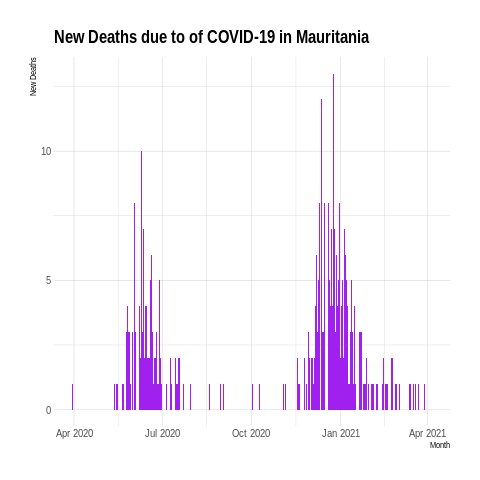 New Deaths due to of COVID-19 in Mauritania
New Deaths
10
5
0
Apr 2020 Jul 2020 Oct 2020 Jan 2021 Apr 2021
Month